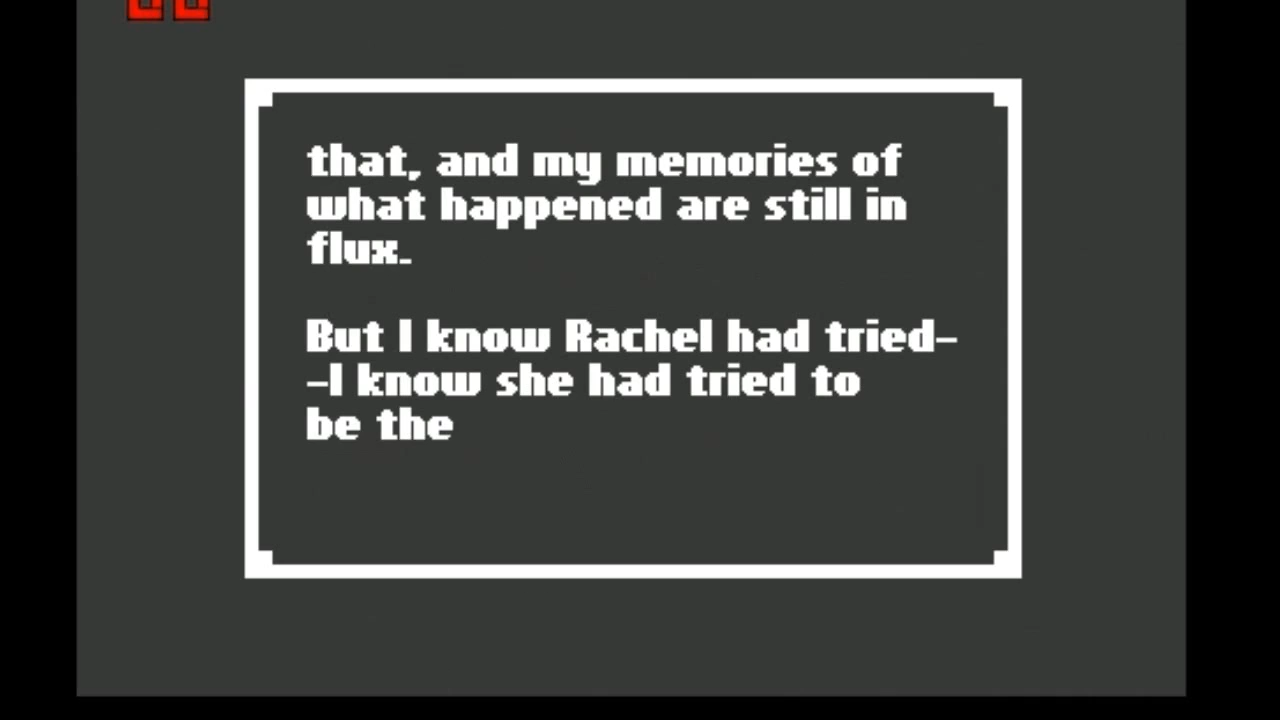 that, and my memories of
what happened are still in
flux.
But I know Rachel had tried-
-I know she had tried to
be the